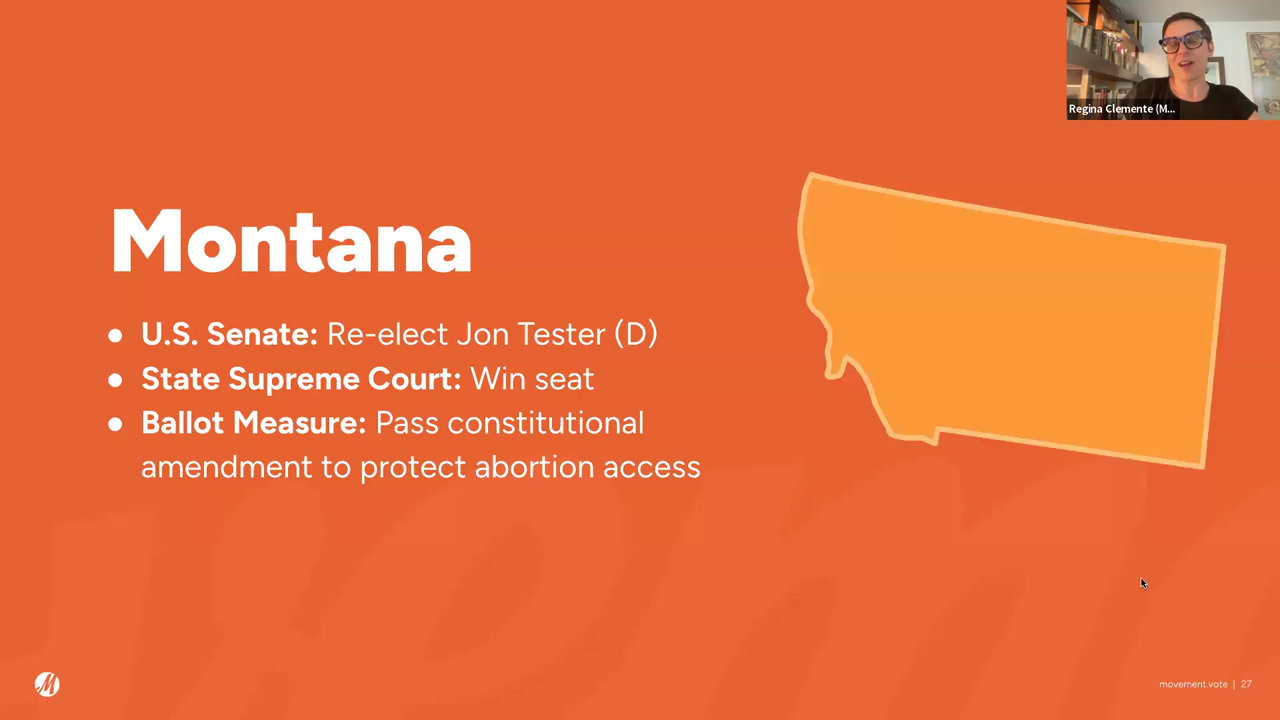 Regina Clemente (M...
Montana
● U.S. Senate: Re-elect Jon Tester (D)
● State Supreme Court: Win seat
● Ballot Measure: Pass constitutional
amendment to protect abortion access
M
movement.vote | 27